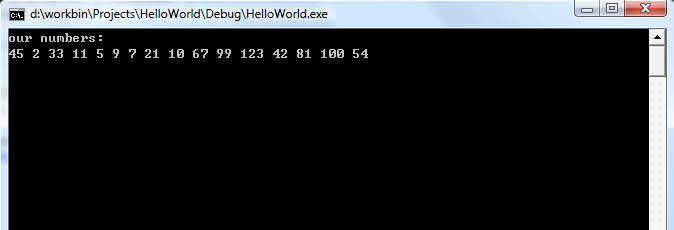 d:\workbin\Projects\HelloWorld\Debug\HelloWorld.exe
our numbers:
45 2 33 11 5 9 7 21 10 67 99 123 42 81 100 54